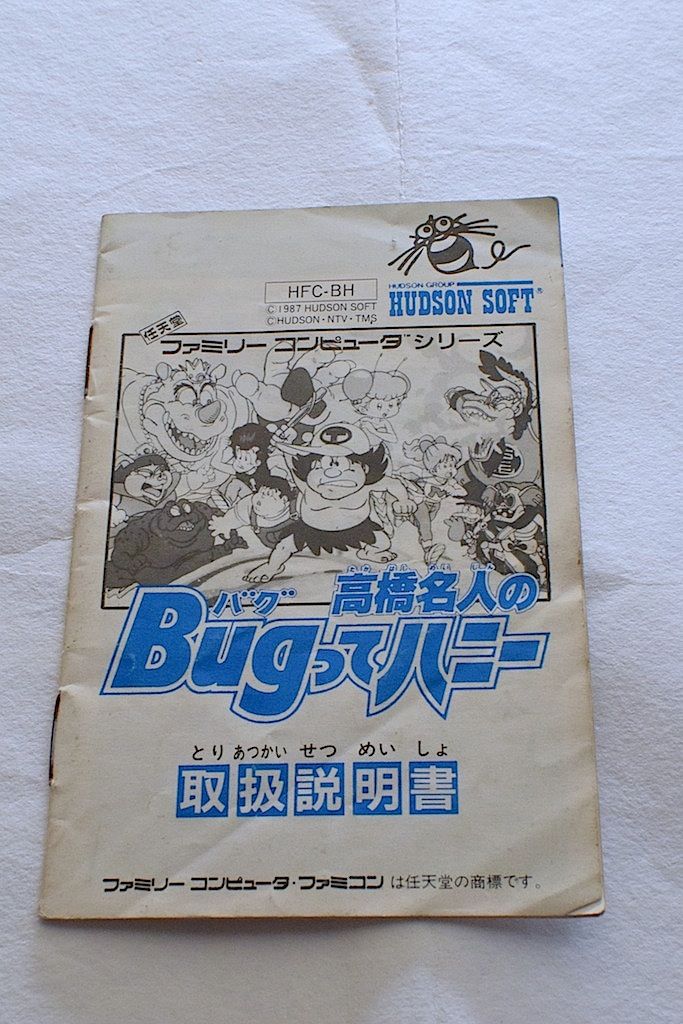 HUDSON GROUP
HUDSON SOFT®
HFC-BH
©1987 HUDSON SOFT
©HUDSON・NTV・TMS
任天堂
ファミリー コンピュータ™シリーズ
たか はし めい じん
高橋名人の
バグ
Bugってハニー
とり あつかい せつ めい しょ
取扱説明書
ファミリー コンピュータ・ファミコン は任天堂の商標です。